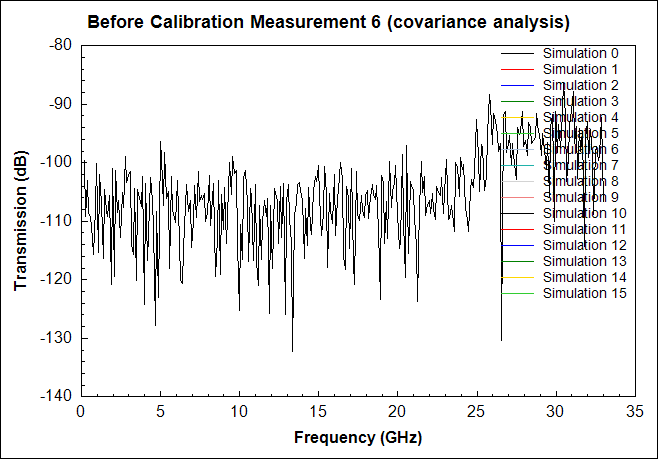 Before Calibration Measurement 6 (covariance analysis)
-80
-90
-100
-110
-120
-130
-140
Transmission (dB)
Simulation 0
Simulation 1
Simulation 2
Simulation 3
Simulation 4
Simulation 5
Simulation 6
Simulation 7
Simulation 8
Simulation 9
Simulation 10
Simulation 11
Simulation 12
Simulation 13
Simulation 14
Simulation 15
0 5 10 15 20 25 30 35
Frequency (GHz)